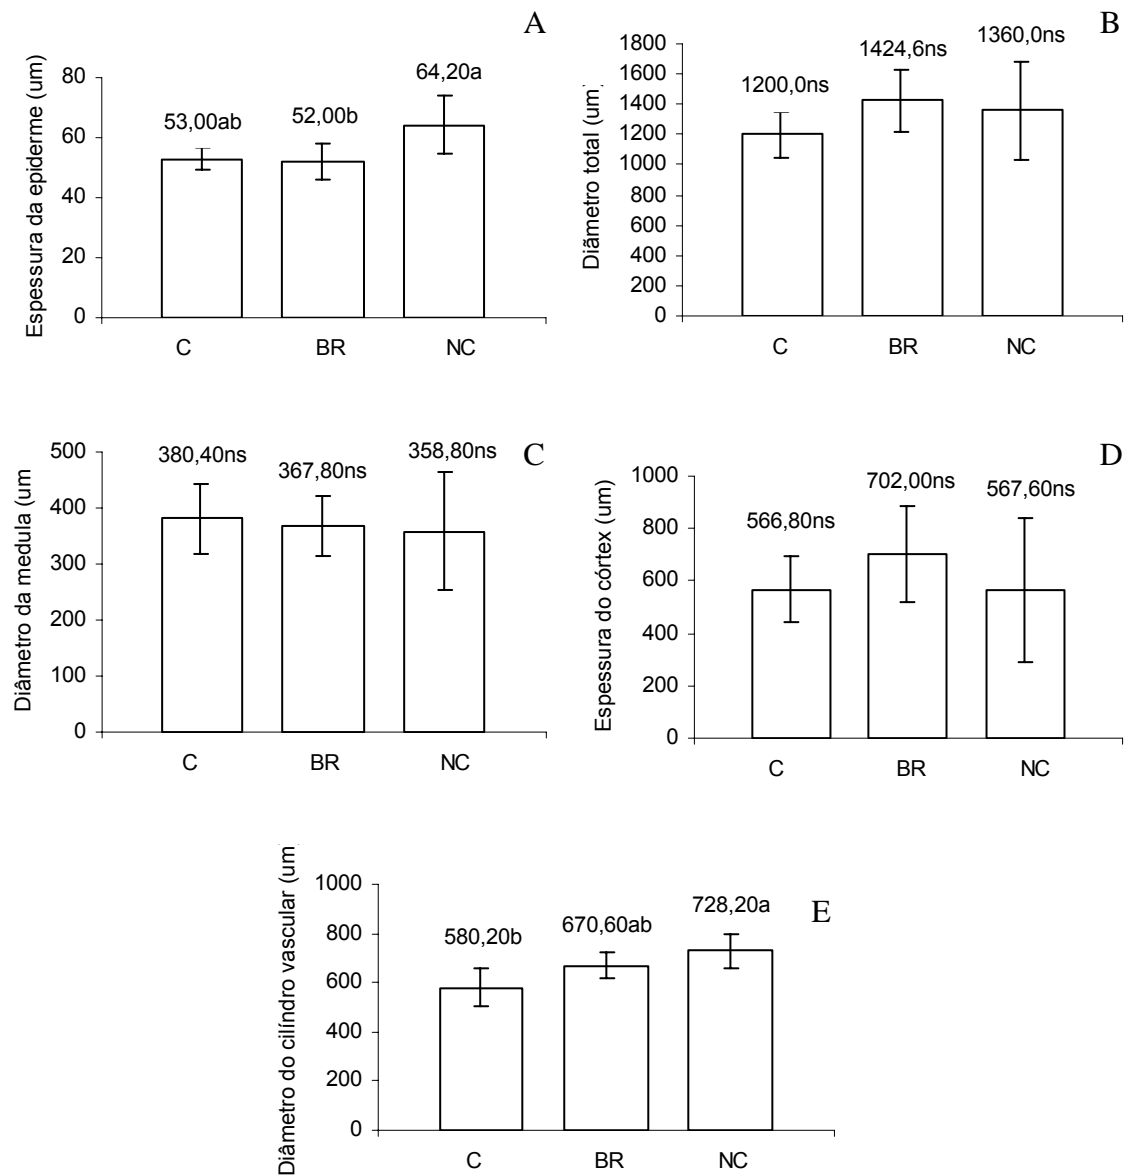 A
Espessura da epiderme (um)
80
60
40
20
0
53,00ab
52,00b
64,20a
C
BR
NC
B
Diâmetro total (um)
1800
1600
1400
1200
1000
800
600
400
200
0
1200,0ns
1424,6ns
1360,0ns
C
BR
NC
C
Diâmetro da medula (um
500
400
300
200
100
0
380,40ns
367,80ns
358,80ns
C
BR
NC
D
Espessura do córtex (um)
1000
800
600
400
200
0
566,80ns
702,00ns
567,60ns
C
BR
NC
E
Diâmetro do cilíndro vascular (um)
1000
800
600
400
200
0
580,20b
670,60ab
728,20a
C
BR
NC